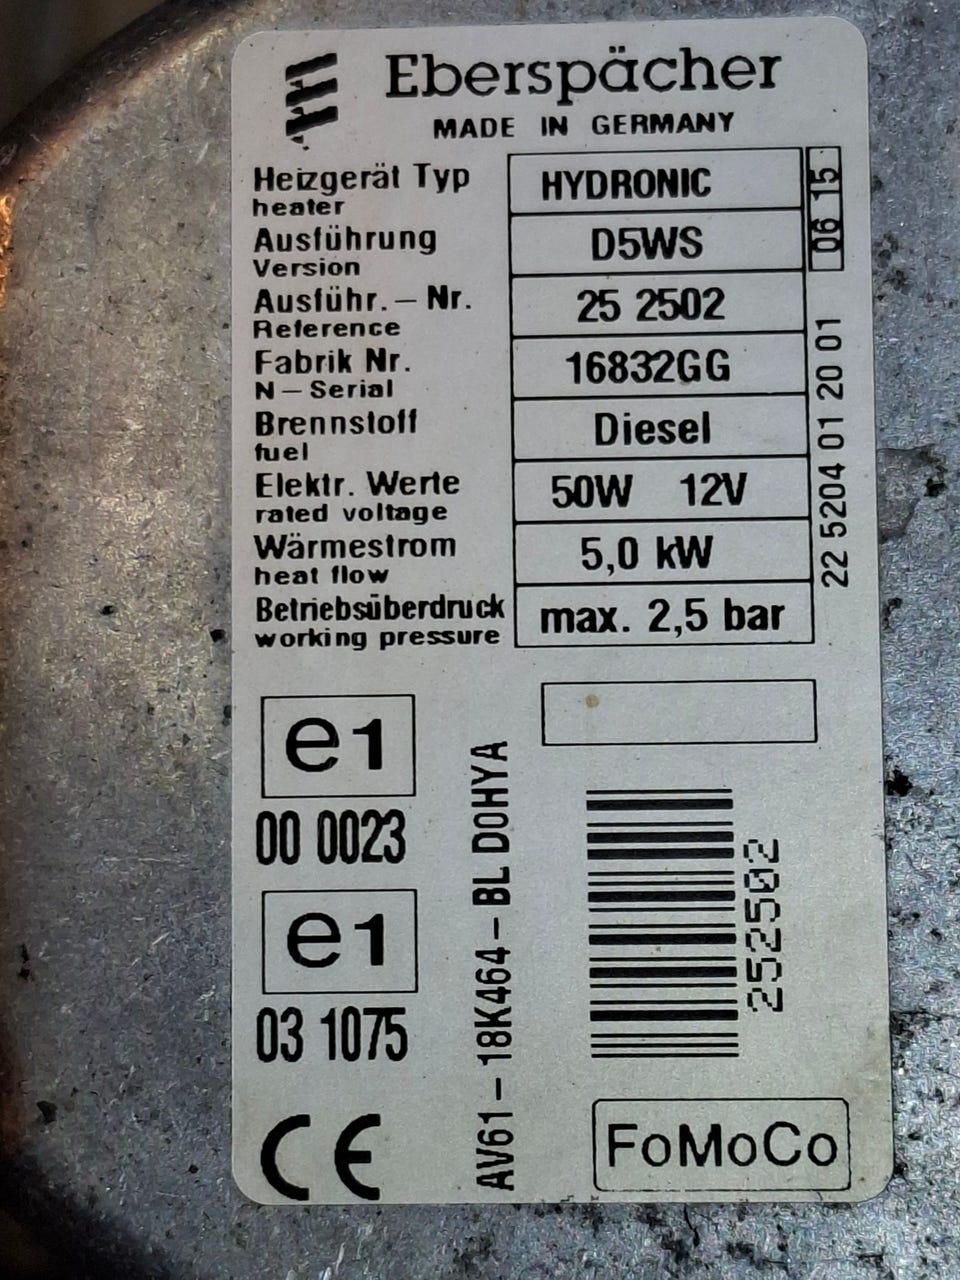 Eberspächer
MADE IN GERMANY
Heizgerät Typ HYDRONIC
heater
Ausführung D5WS
Version
Ausführ. – Nr. 25 2502
Reference
Fabrik Nr. 16832GG
N – Serial
Brennstoff Diesel
fuel
Elektr. Werte 50W 12V
rated voltage
Wärmestrom 5,0 kW
heat flow
Betriebsüberdruck max. 2,5 bar
working pressure
06 15
22 5204 01 20 01
e1
00 0023
e1
03 1075
CE
AV61 – 18K464 – BL DOHYA
252502
FoMoCo